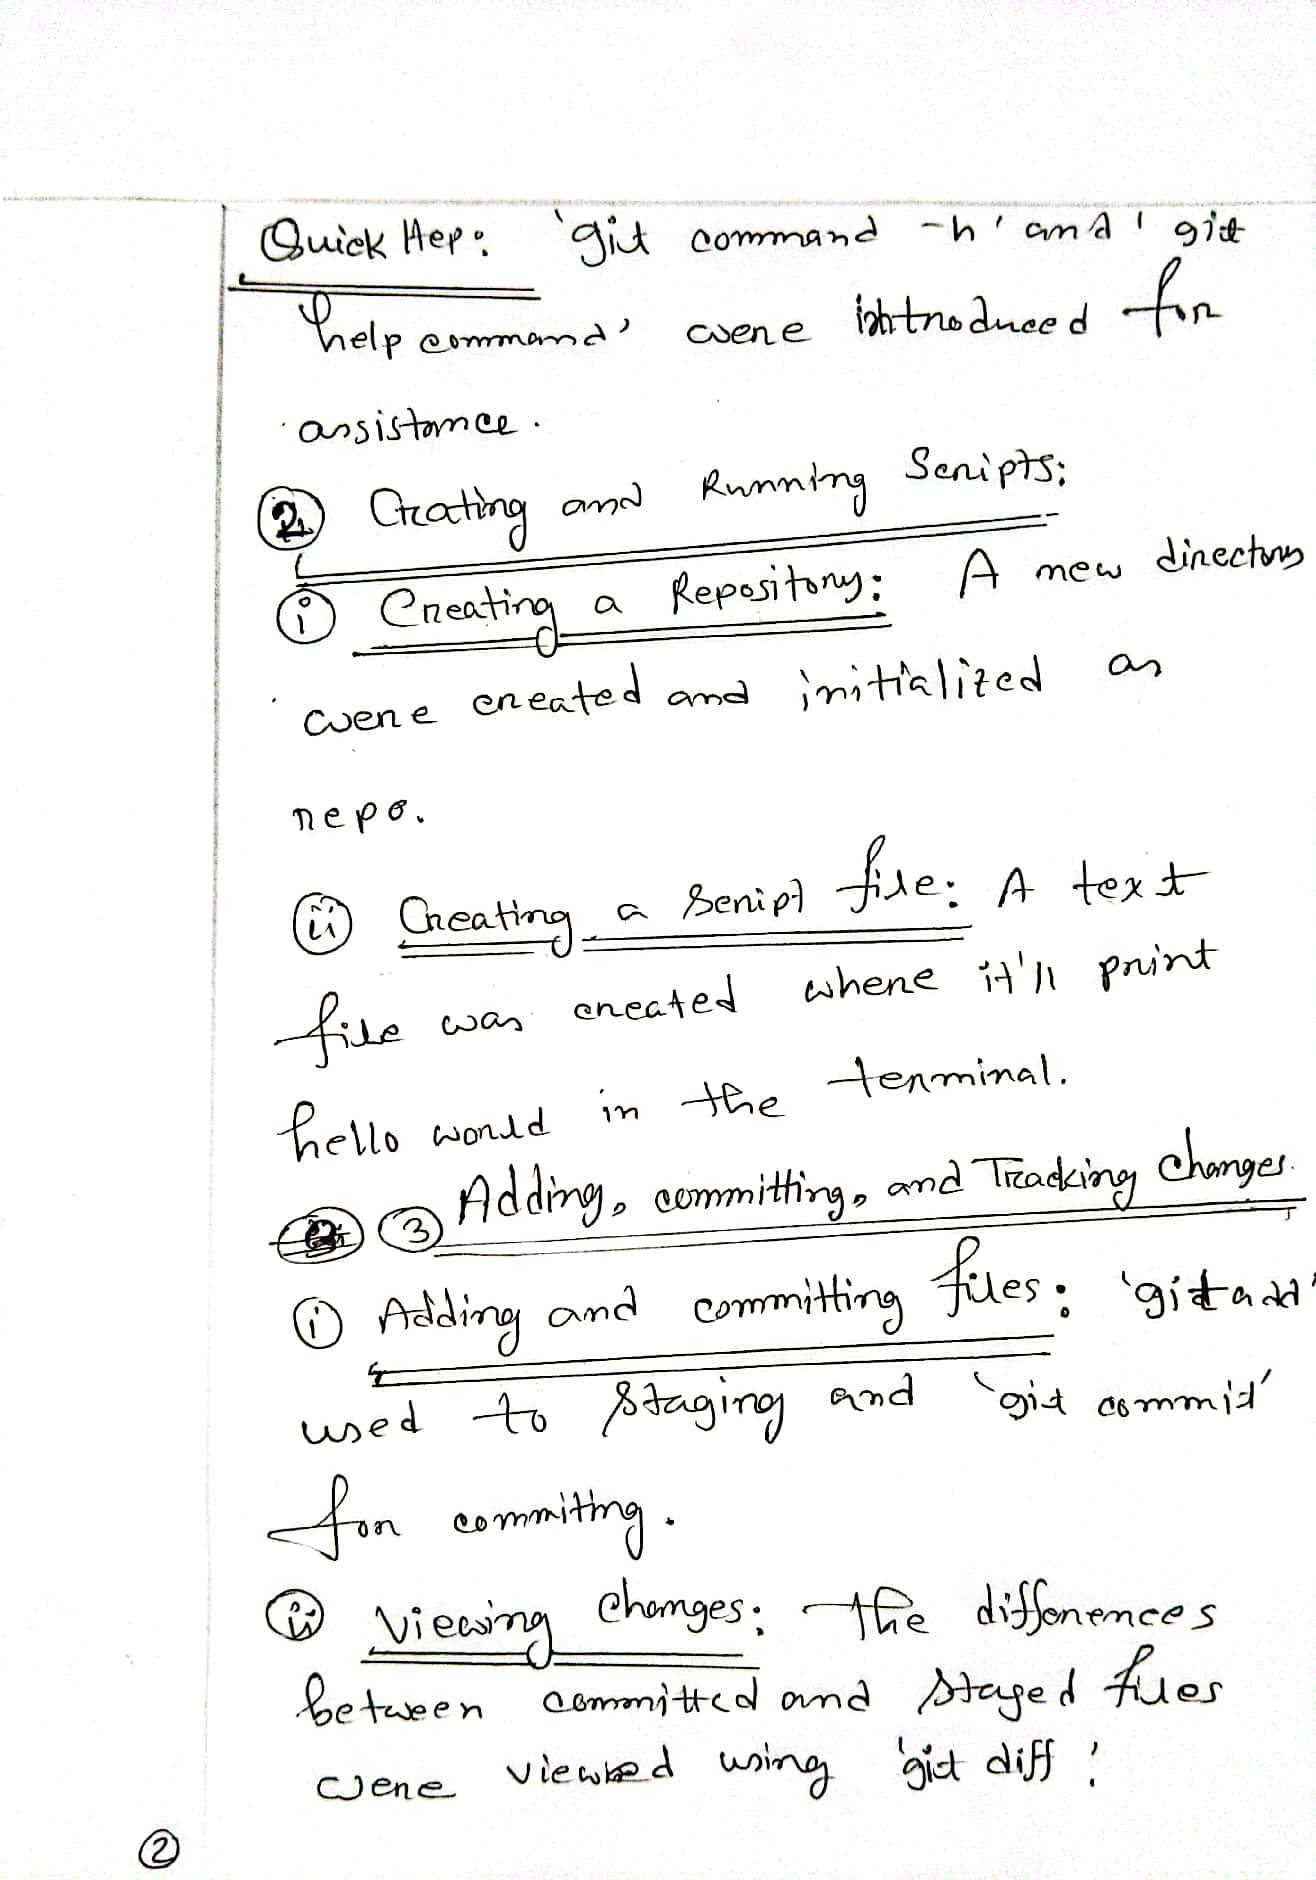 Quick Hep: 'git command -h' and 'git
help command' were introduced for
assistance.
2 Crating and Running Scripts:
i Creating a Repository: A new directory
were created and initialized as
repo.
ii Creating a Script file: A text
file was created where it'll print
hello world in the terminal.
3 Adding, committing, and Tracking Changes.
i Adding and committing files: 'git add'
used to staging and 'git commit'
for commiting.
ii Viewing Changes: The differences
between committed and staged files
were viewed using 'git diff'
2